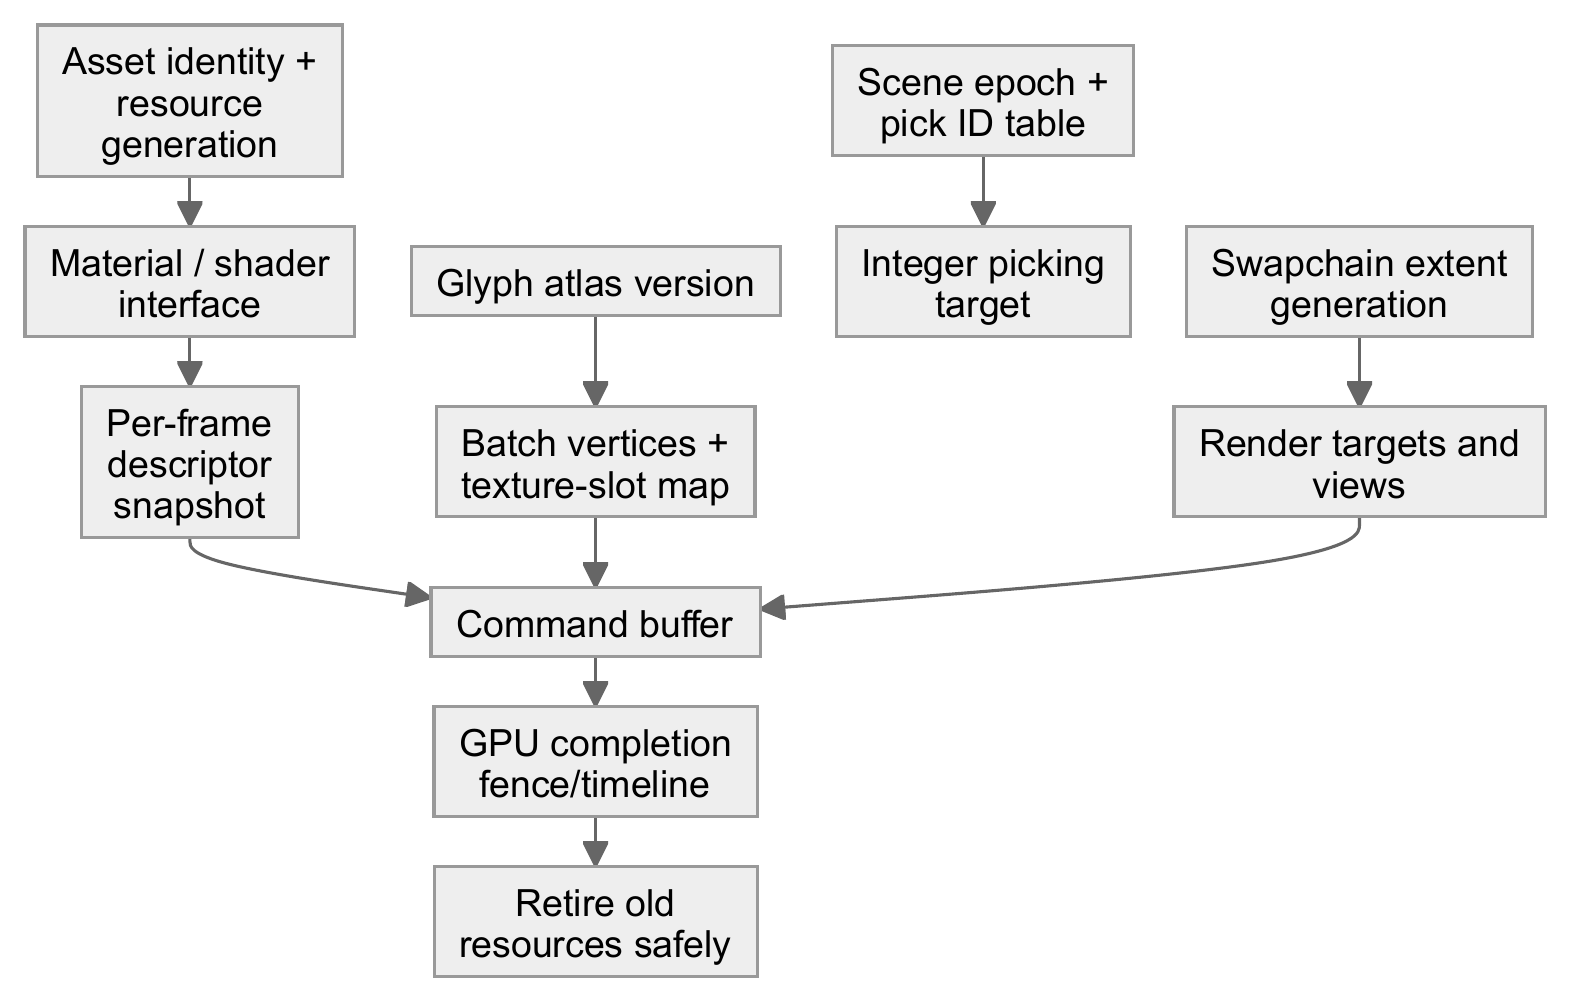 Asset identity +
resource
generation
Scene epoch +
pick ID table
Material / shader
interface
Glyph atlas version
Integer picking
target
Swapchain extent
generation
Per-frame
descriptor
snapshot
Batch vertices +
texture-slot map
Render targets and
views
Command buffer
GPU completion
fence/timeline
Retire old
resources safely